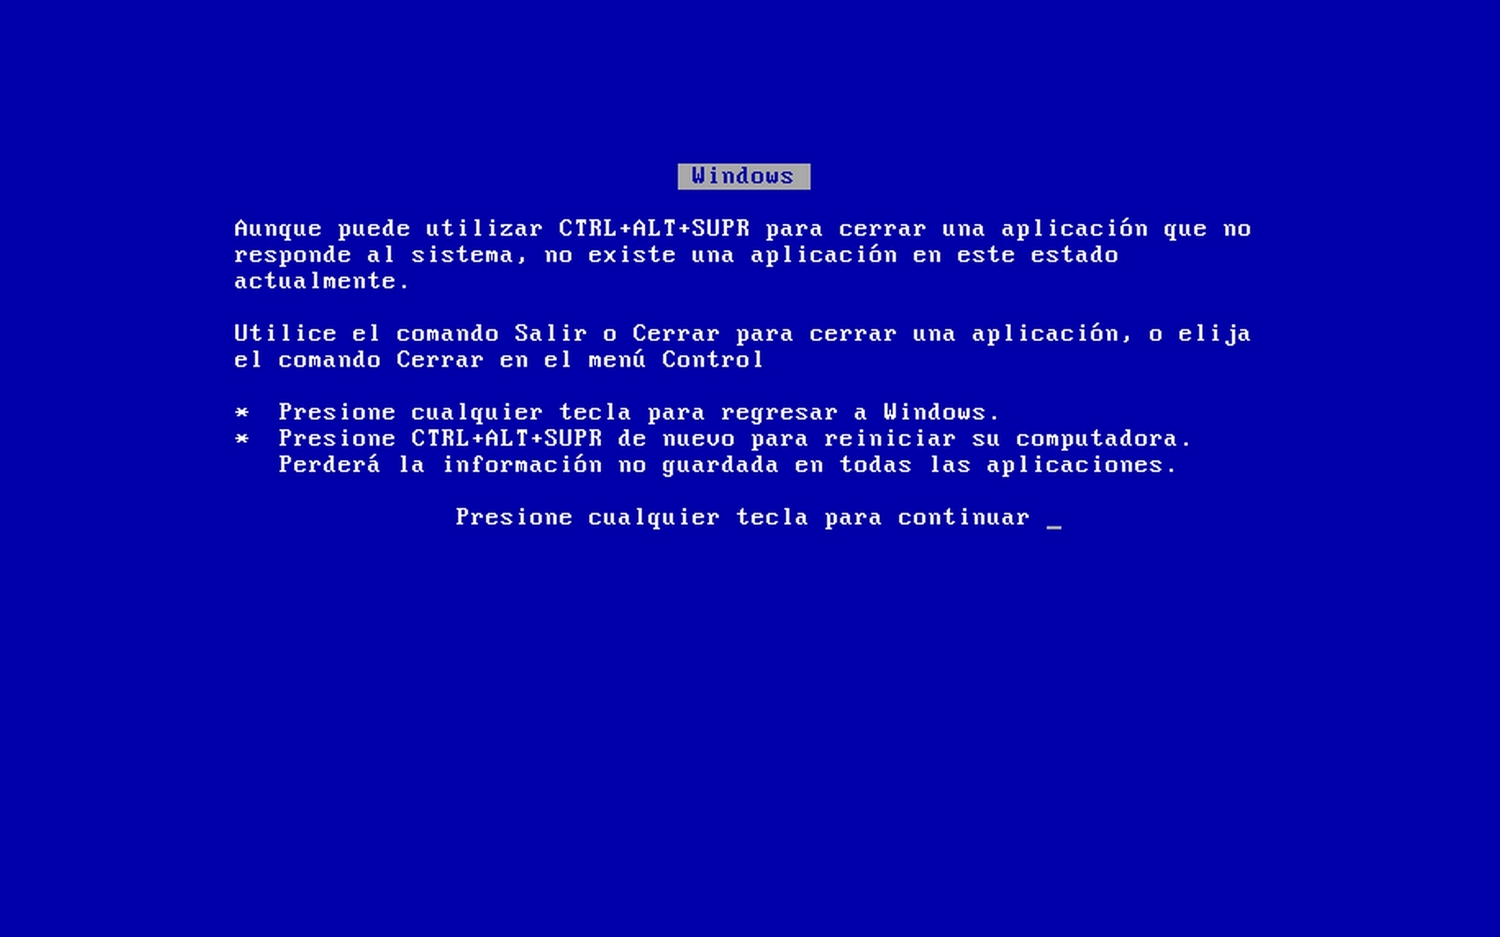 Windows
Aunque puede utilizar CTRL+ALT+SUPR para cerrar una aplicación que no
responde al sistema, no existe una aplicación en este estado
actualmente.
Utilice el comando Salir o Cerrar para cerrar una aplicación, o elija
el comando Cerrar en el menú Control
* Presione cualquier tecla para regresar a Windows.
* Presione CTRL+ALT+SUPR de nuevo para reiniciar su computadora.
Perderá la información no guardada en todas las aplicaciones.
Presione cualquier tecla para continuar _